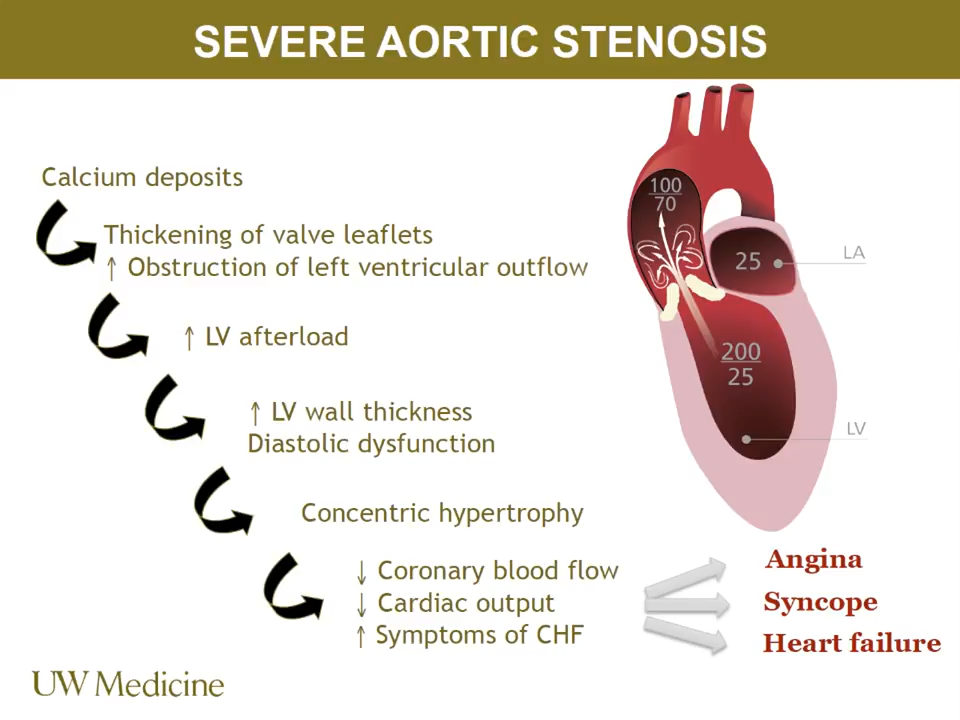 SEVERE AORTIC STENOSIS
Calcium deposits
Thickening of valve leaflets
↑ Obstruction of left ventricular outflow
↑ LV afterload
↑ LV wall thickness
Diastolic dysfunction
Concentric hypertrophy
↓ Coronary blood flow
↓ Cardiac output
↑ Symptoms of CHF
Angina
Syncope
Heart failure
100
70
25
LA
200
25
LV
UW Medicine